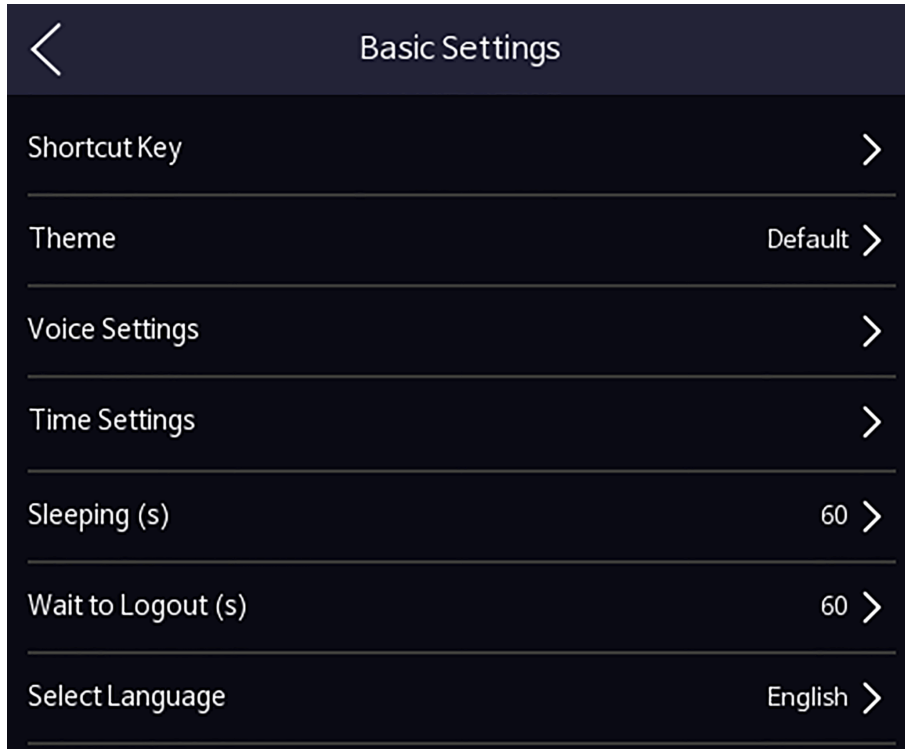 Basic Settings
Shortcut Key
Theme Default
Voice Settings
Time Settings
Sleeping (s) 60
Wait to Logout (s) 60
Select Language English